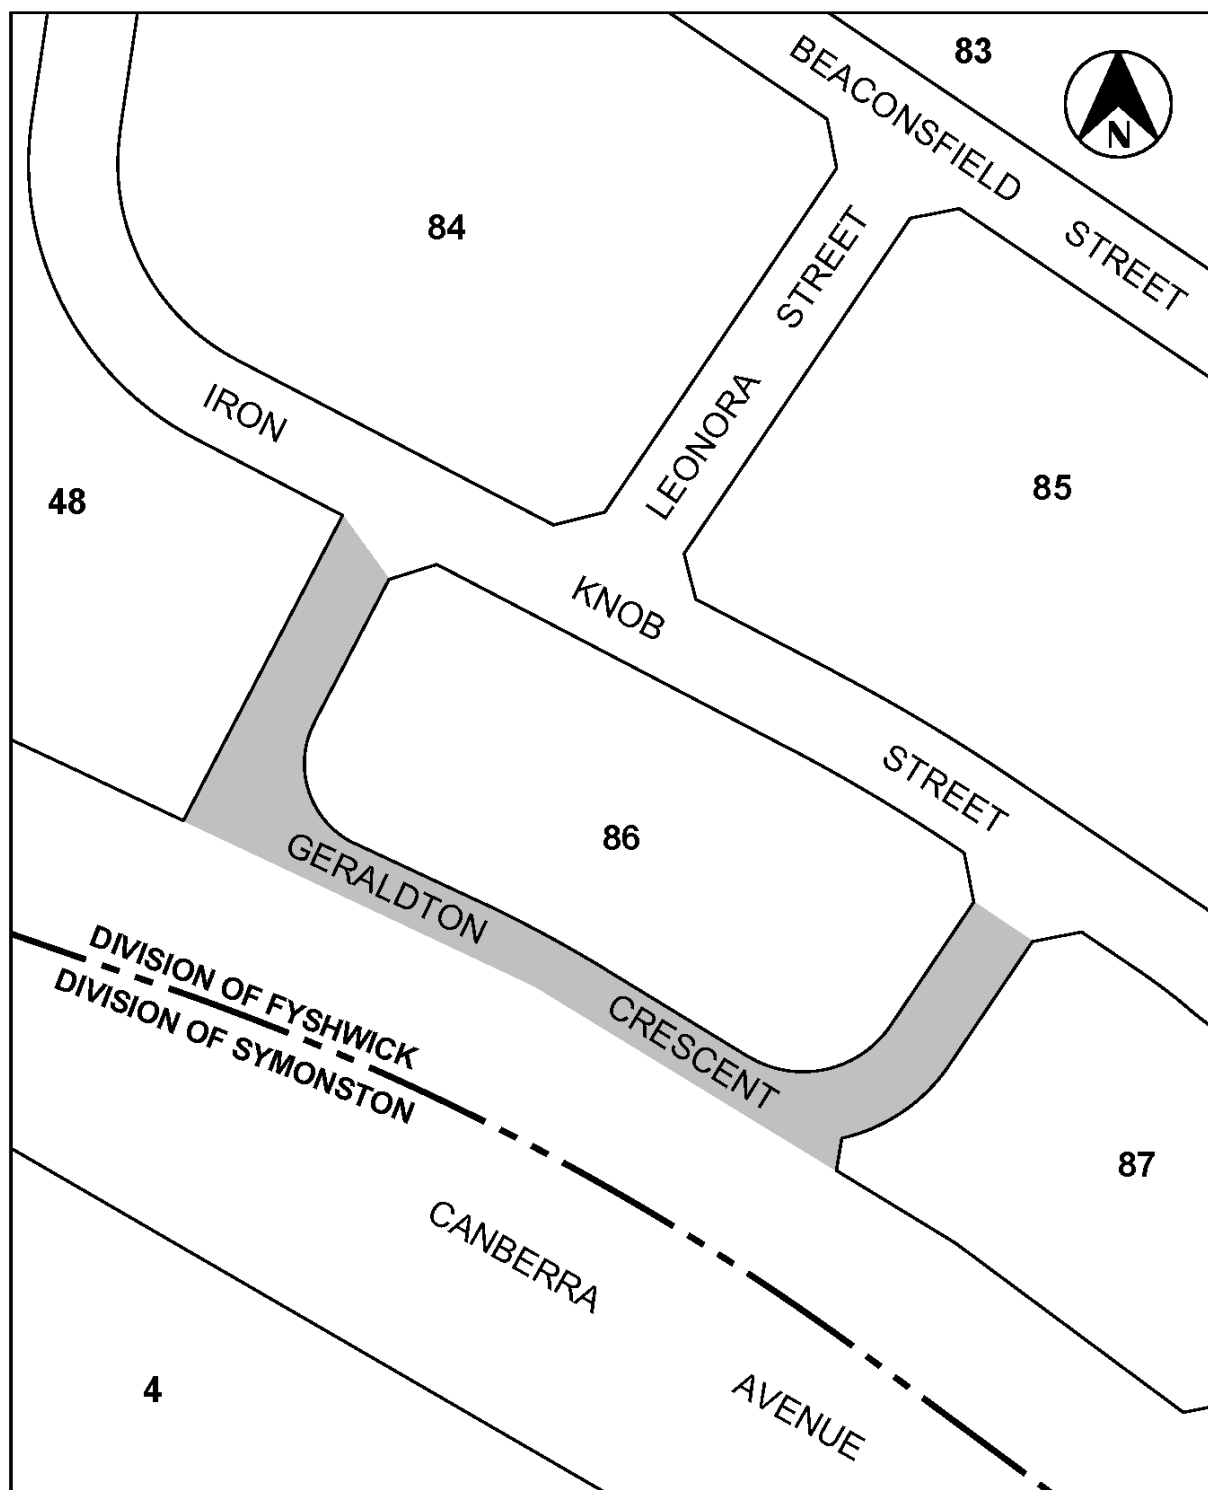 83
BEACONSFIELD STREET
N
84
LEONORA STREET
IRON KNOB STREET
48
85
86
GERALDTON CRESCENT
DIVISION OF FYSHWICK
DIVISION OF SYMONSTON
87
CANBERRA AVENUE
4